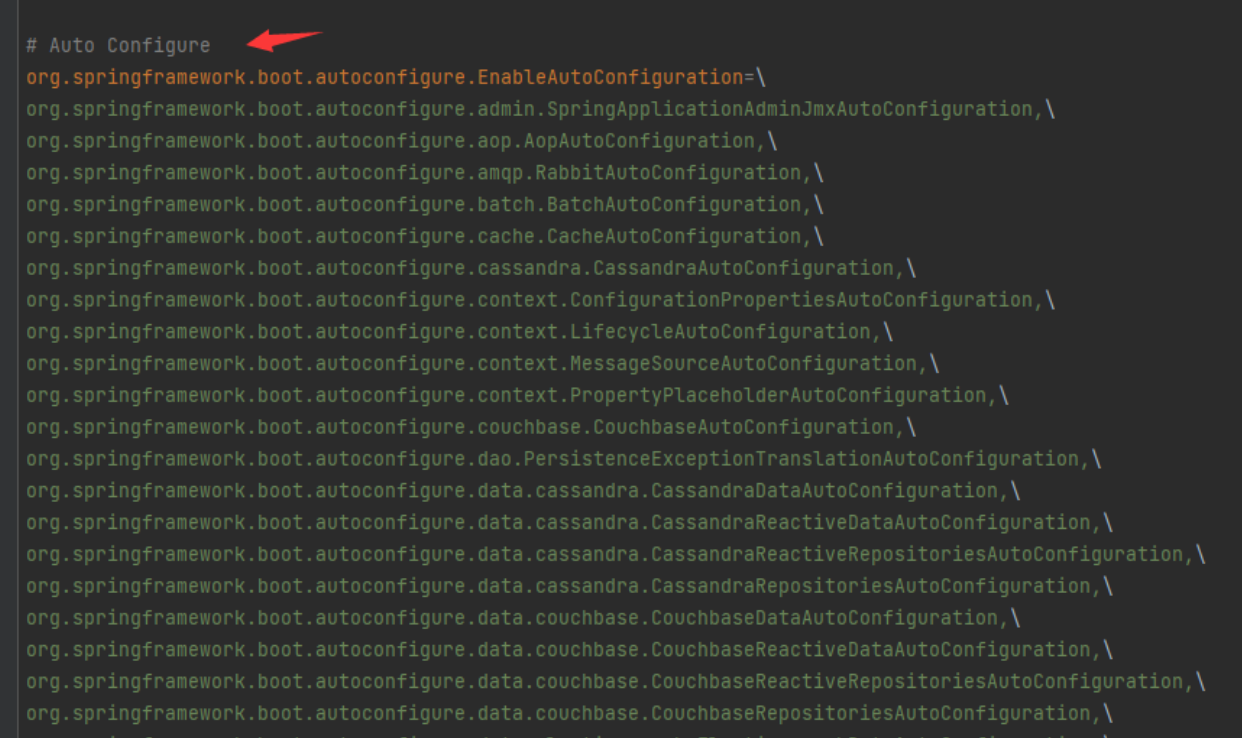 # Auto Configure
org.springframework.boot.autoconfigure.EnableAutoConfiguration=\
org.springframework.boot.autoconfigure.admin.SpringApplicationAdminJmxAutoConfiguration,\
org.springframework.boot.autoconfigure.aop.AopAutoConfiguration,\
org.springframework.boot.autoconfigure.amqp.RabbitAutoConfiguration,\
org.springframework.boot.autoconfigure.batch.BatchAutoConfiguration,\
org.springframework.boot.autoconfigure.cache.CacheAutoConfiguration,\
org.springframework.boot.autoconfigure.cassandra.CassandraAutoConfiguration,\
org.springframework.boot.autoconfigure.context.ConfigurationPropertiesAutoConfiguration,\
org.springframework.boot.autoconfigure.context.LifecycleAutoConfiguration,\
org.springframework.boot.autoconfigure.context.MessageSourceAutoConfiguration,\
org.springframework.boot.autoconfigure.context.PropertyPlaceholderAutoConfiguration,\
org.springframework.boot.autoconfigure.couchbase.CouchbaseAutoConfiguration,\
org.springframework.boot.autoconfigure.dao.PersistenceExceptionTranslationAutoConfiguration,\
org.springframework.boot.autoconfigure.data.cassandra.CassandraDataAutoConfiguration,\
org.springframework.boot.autoconfigure.data.cassandra.CassandraReactiveDataAutoConfiguration,\
org.springframework.boot.autoconfigure.data.cassandra.CassandraReactiveRepositoriesAutoConfiguration,\
org.springframework.boot.autoconfigure.data.cassandra.CassandraRepositoriesAutoConfiguration,\
org.springframework.boot.autoconfigure.data.couchbase.CouchbaseDataAutoConfiguration,\
org.springframework.boot.autoconfigure.data.couchbase.CouchbaseReactiveDataAutoConfiguration,\
org.springframework.boot.autoconfigure.data.couchbase.CouchbaseReactiveRepositoriesAutoConfiguration,\
org.springframework.boot.autoconfigure.data.couchbase.CouchbaseRepositoriesAutoConfiguration,\